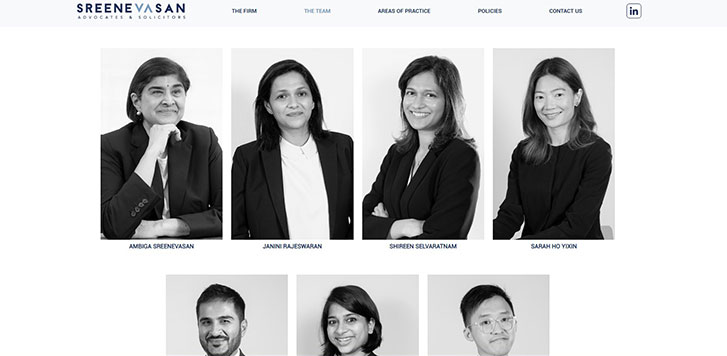 SREENEVASAN
ADVOCATES & SOLICITORS
THE FIRM
THE TEAM
AREAS OF PRACTICE
POLICIES
CONTACT US
in
AMBIGA SREENEVASAN
JANINI RAJESWARAN
SHIREEN SELVARATNAM
SARAH HO YIXIN